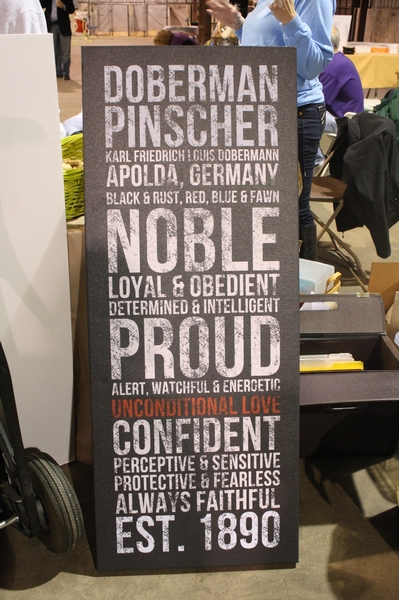 DOBERMAN
PINSCHER
KARL FRIEDRICH LOUIS DOBERMANN
APOLDA, GERMANY
BLACK & RUST, RED, BLUE & FAWN
NOBLE
LOYAL & OBEDIENT
DETERMINED & INTELLIGENT
PROUD
ALERT, WATCHFUL & ENERGETIC
UNCONDITIONAL LOVE
CONFIDENT
PERCEPTIVE & SENSITIVE
PROTECTIVE & FEARLESS
ALWAYS FAITHFUL
EST. 1890